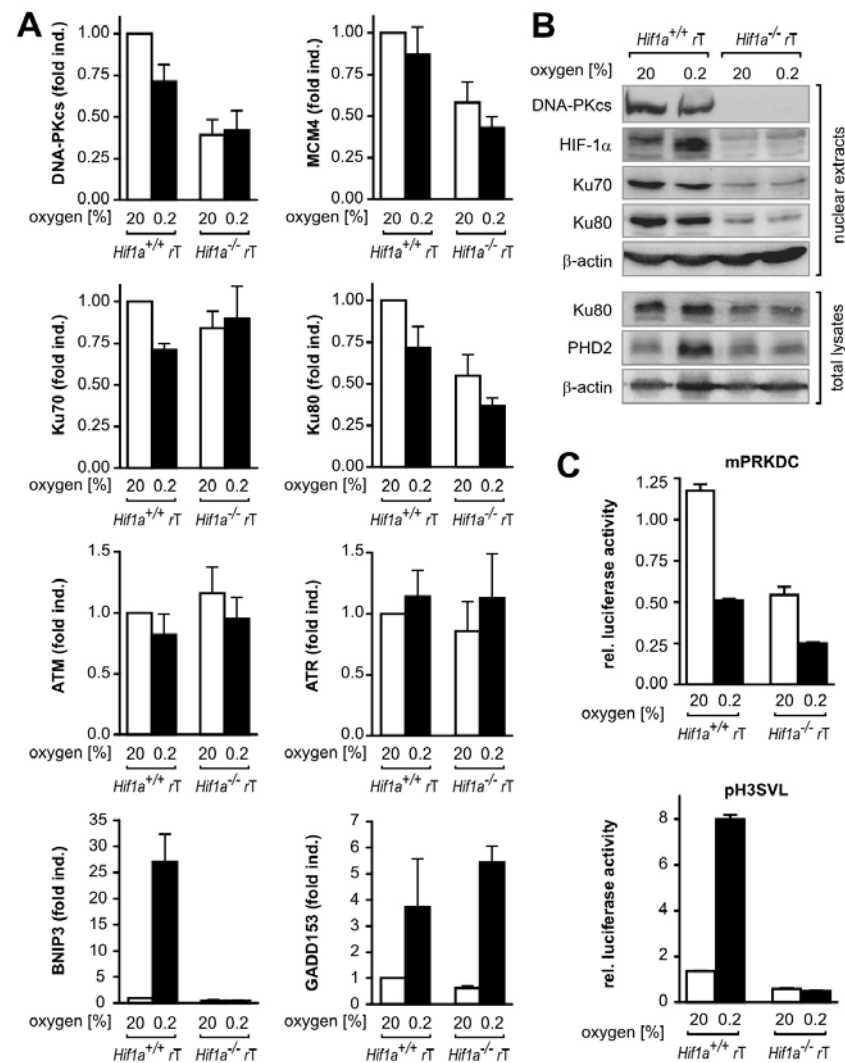 A
DNA-PKcs (fold ind.)
1.00
0.75
0.50
0.25
0.00
oxygen [%] 20 0.2 20 0.2
Hif1a+/+ rT Hif1a-/- rT
MCM4 (fold ind.)
1.00
0.75
0.50
0.25
0.00
20 0.2 20 0.2
Hif1a+/+ rT Hif1a-/- rT
Ku70 (fold ind.)
1.00
0.75
0.50
0.25
0.00
oxygen [%] 20 0.2 20 0.2
Hif1a+/+ rT Hif1a-/- rT
Ku80 (fold ind.)
1.00
0.75
0.50
0.25
0.00
oxygen [%] 20 0.2 20 0.2
Hif1a+/+ rT Hif1a-/- rT
ATM (fold ind.)
1.5
1.0
0.5
0.0
oxygen [%] 20 0.2 20 0.2
Hif1a+/+ rT Hif1a-/- rT
ATR (fold ind.)
1.5
1.0
0.5
0.0
oxygen [%] 20 0.2 20 0.2
Hif1a+/+ rT Hif1a-/- rT
BNIP3 (fold ind.)
35
30
25
20
15
10
5
0
oxygen [%] 20 0.2 20 0.2
Hif1a+/+ rT Hif1a-/- rT
GADD153 (fold ind.)
7
6
5
4
3
2
1
0
oxygen [%] 20 0.2 20 0.2
Hif1a+/+ rT Hif1a-/- rT
B
Hif1a+/+ rT Hif1a-/- rT
oxygen [%] 20 0.2 20 0.2
DNA-PKcs
HIF-1α
Ku70
Ku80
β-actin
nuclear extracts
Ku80
PHD2
β-actin
total lysates
C
mPRKDC
rel. luciferase activity
1.25
1.00
0.75
0.50
0.25
0.00
oxygen [%] 20 0.2 20 0.2
Hif1a+/+ rT Hif1a-/- rT
pH3SVL
rel. luciferase activity
8
6
4
2
0
oxygen [%] 20 0.2 20 0.2
Hif1a+/+ rT Hif1a-/- rT